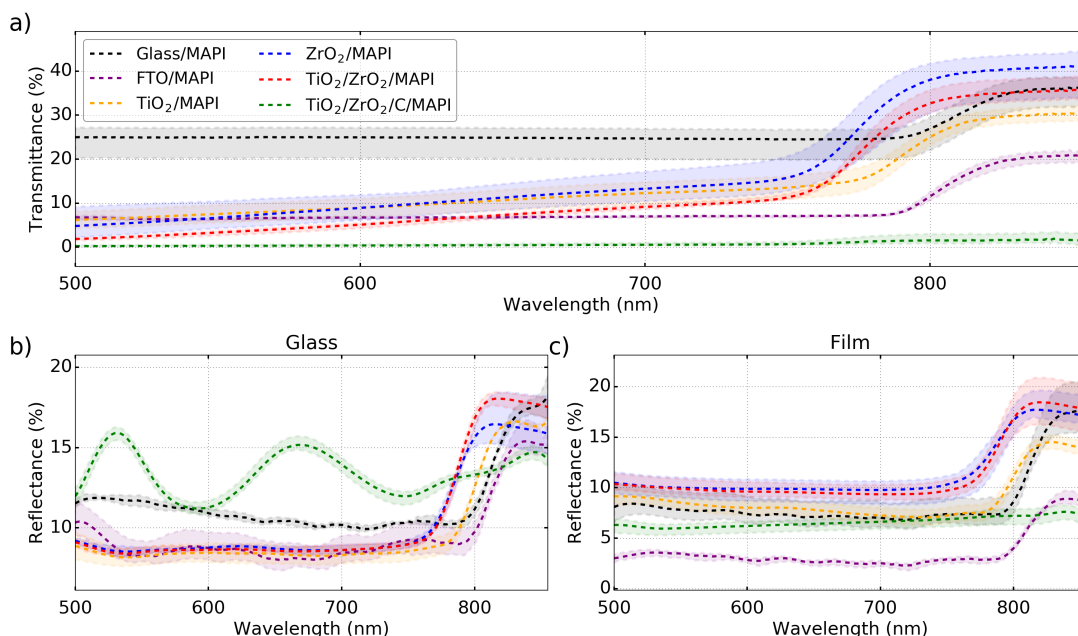 a)
Transmittance (%)
40
30
20
10
0
Glass/MAPI
FTO/MAPI
TiO₂/MAPI
ZrO₂/MAPI
TiO₂/ZrO₂/MAPI
TiO₂/ZrO₂/C/MAPI
500 600 700 800
Wavelength (nm)
b)
Glass
Reflectance (%)
20
15
10
500 600 700 800
Wavelength (nm)
c)
Film
Reflectance (%)
20
15
10
5
0
500 600 700 800
Wavelength (nm)